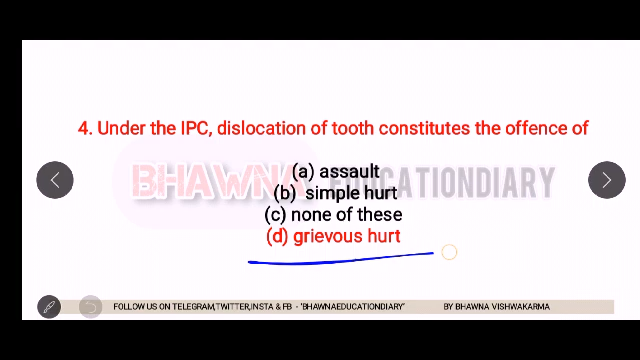 4. Under the IPC, dislocation of tooth constitutes the offence of
BHAWNA EDUCATIONDIARY
(a) assault
(b) simple hurt
(c) none of these
(d) grievous hurt
FOLLOW US ON TELEGRAM,TWITTER,INSTA & FB - 'BHAWNAEDUCATIONDIARY' BY BHAWNA VISHWAKARMA